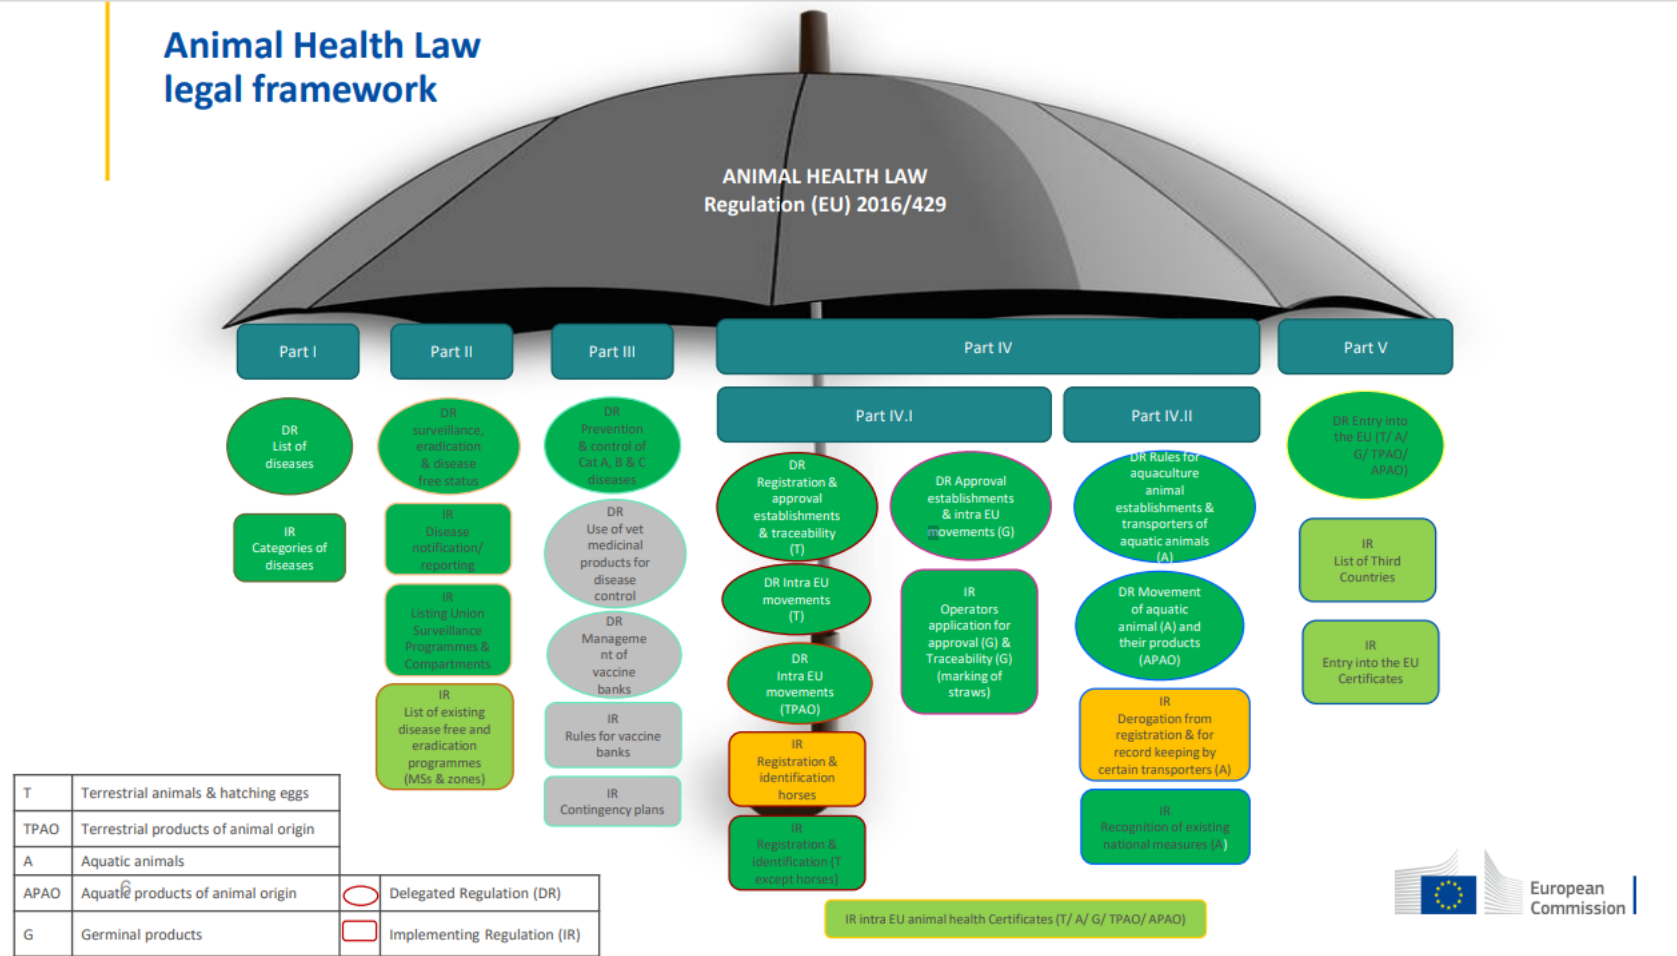 Animal Health Law
legal framework
ANIMAL HEALTH LAW
Regulation (EU) 2016/429
Part I
Part II
Part III
Part IV
Part V
Part IV.I
Part IV.II
DR
List of
diseases
IR
Categories of
diseases
DR
surveillance,
eradication
& disease
free status
IR
Disease
notification/
reporting
IR
Listing Union
Surveillance
Programmes &
Compartments
IR
List of existing
disease free and
eradication
programmes
(MSs & zones)
DR
Prevention
& control of
Cat A, B & C
diseases
DR
Use of vet
medicinal
products for
disease
control
DR
Manageme
nt of
vaccine
banks
IR
Rules for vaccine
banks
IR
Contingency plans
DR
Registration &
approval
establishments
& traceability
(T)
DR Intra EU
movements
(T)
DR
Intra EU
movements
(TPAO)
IR
Registration &
identification
horses
IR
Registration &
identification (T
except horses)
DR Approval
establishments
& intra EU
movements (G)
IR
Operators
application for
approval (G) &
Traceability (G)
(marking of
straws)
DR Rules for
aquaculture
animal
establishments &
transporters of
aquatic animals
(A)
DR Movement
of aquatic
animal (A) and
their products
(APAO)
IR
Derogation from
registration & for
record keeping by
certain transporters (A)
IR
Recognition of existing
national measures (A)
DR Entry into
the EU (T/ A/
G/ TPAO/
APAO)
IR
List of Third
Countries
IR
Entry into the EU
Certificates
IR intra EU animal health Certificates (T/ A/ G/ TPAO/ APAO)
T Terrestrial animals & hatching eggs
TPAO Terrestrial products of animal origin
A Aquatic animals
APAO Aquatic products of animal origin
6
G Germinal products
Delegated Regulation (DR)
Implementing Regulation (IR)
European
Commission